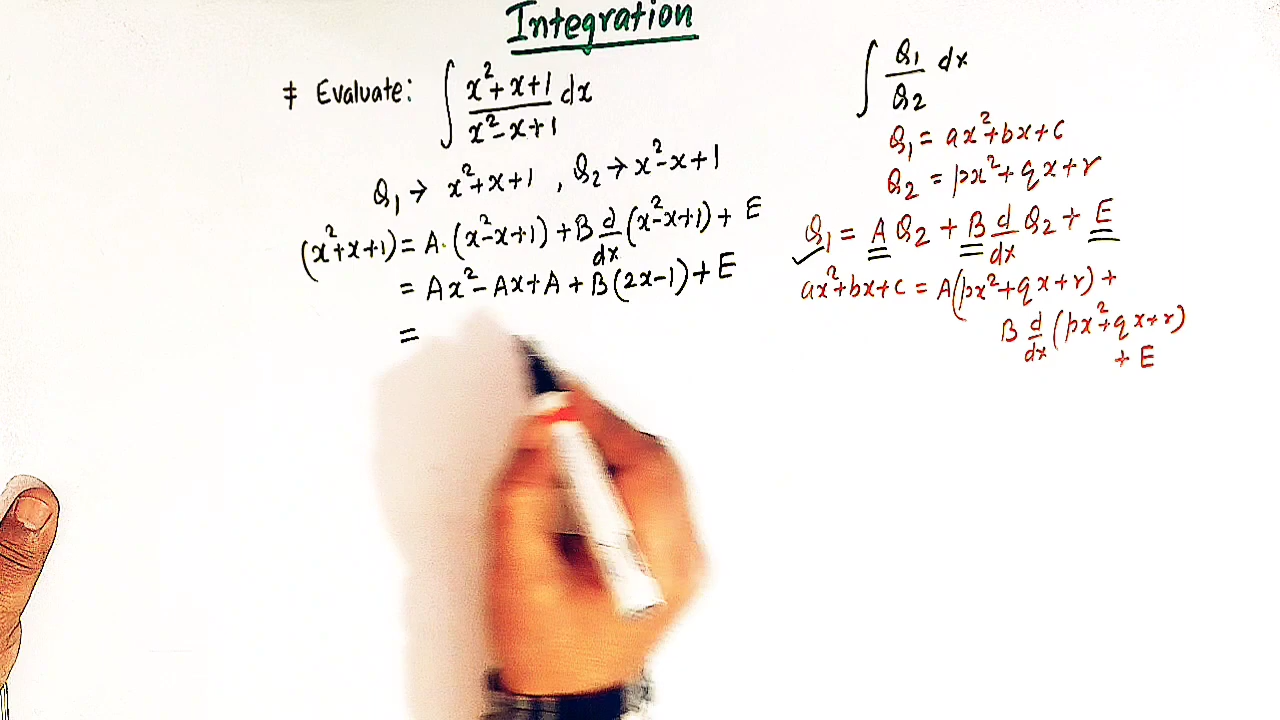 Integration
# Evaluate: ∫ x²+x+1 / x²-x+1 dx
Q₁ → x²+x+1 , Q₂ → x²-x+1
(x²+x+1) = A.(x²-x+1) + B d/dx (x²-x+1) + E
= Ax² - Ax + A + B(2x-1) + E
=
∫ Q₁/Q₂ dx
Q₁ = ax²+bx+c
Q₂ = px²+qx+r
Q₁ = A Q₂ + B d/dx Q₂ + E
ax²+bx+c = A(px²+qx+r) +
B d/dx (px²+qx+r)
+ E